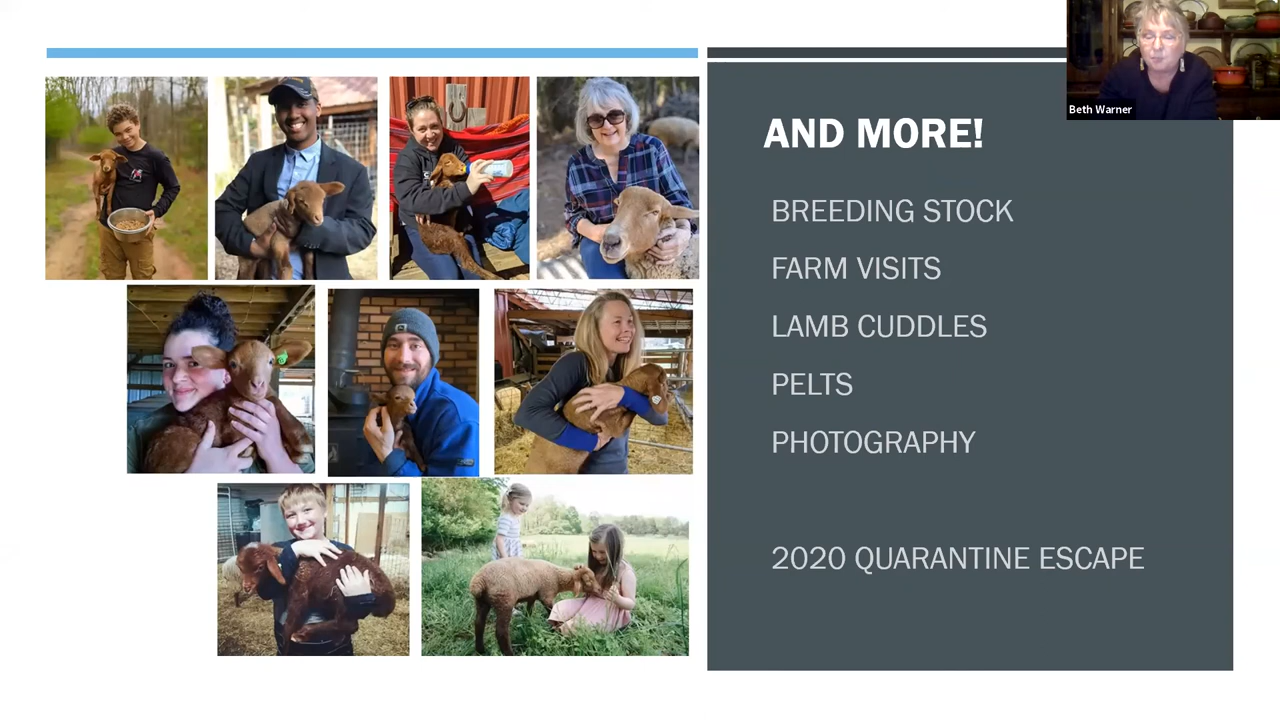 Beth Warner
AND MORE!
BREEDING STOCK
FARM VISITS
LAMB CUDDLES
PELTS
PHOTOGRAPHY
2020 QUARANTINE ESCAPE